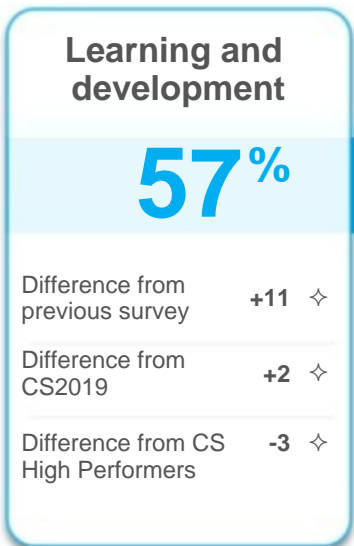 Learning and
development
57%
Difference from
previous survey +11 ✧
Difference from
CS2019 +2 ✧
Difference from CS
High Performers -3 ✧